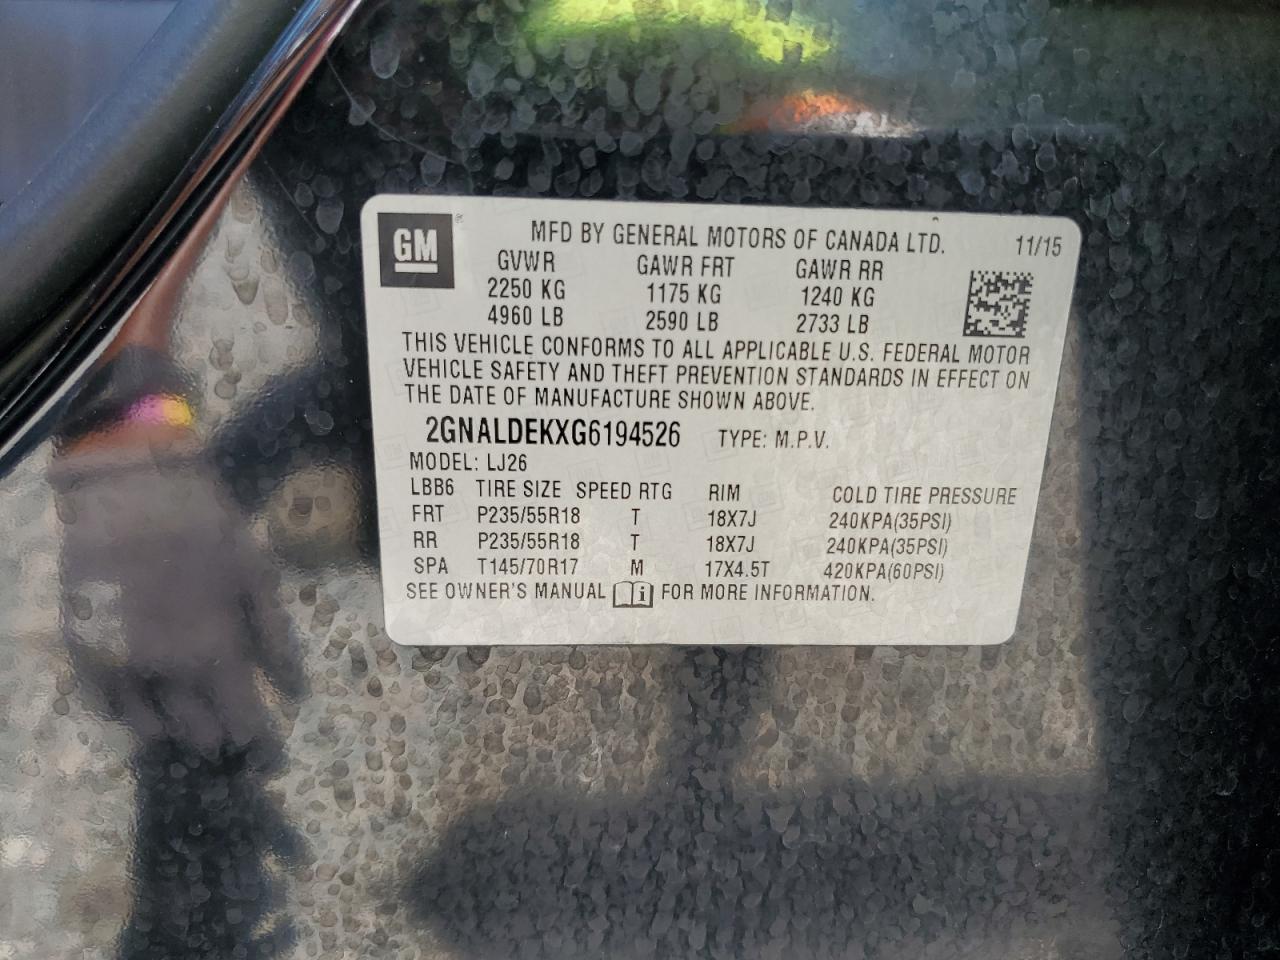 GM ® MFD BY GENERAL MOTORS OF CANADA LTD. 11/15
GVWR GAWR FRT GAWR RR
2250 KG 1175 KG 1240 KG
4960 LB 2590 LB 2733 LB
THIS VEHICLE CONFORMS TO ALL APPLICABLE U.S. FEDERAL MOTOR
VEHICLE SAFETY AND THEFT PREVENTION STANDARDS IN EFFECT ON
THE DATE OF MANUFACTURE SHOWN ABOVE.
2GNALDEKXG6194526 TYPE: M.P.V.
MODEL: LJ26
LBB6 TIRE SIZE SPEED RTG RIM COLD TIRE PRESSURE
FRT P235/55R18 T 18X7J 240KPA(35PSI)
RR P235/55R18 T 18X7J 240KPA(35PSI)
SPA T145/70R17 M 17X4.5T 420KPA(60PSI)
SEE OWNER'S MANUAL i FOR MORE INFORMATION.